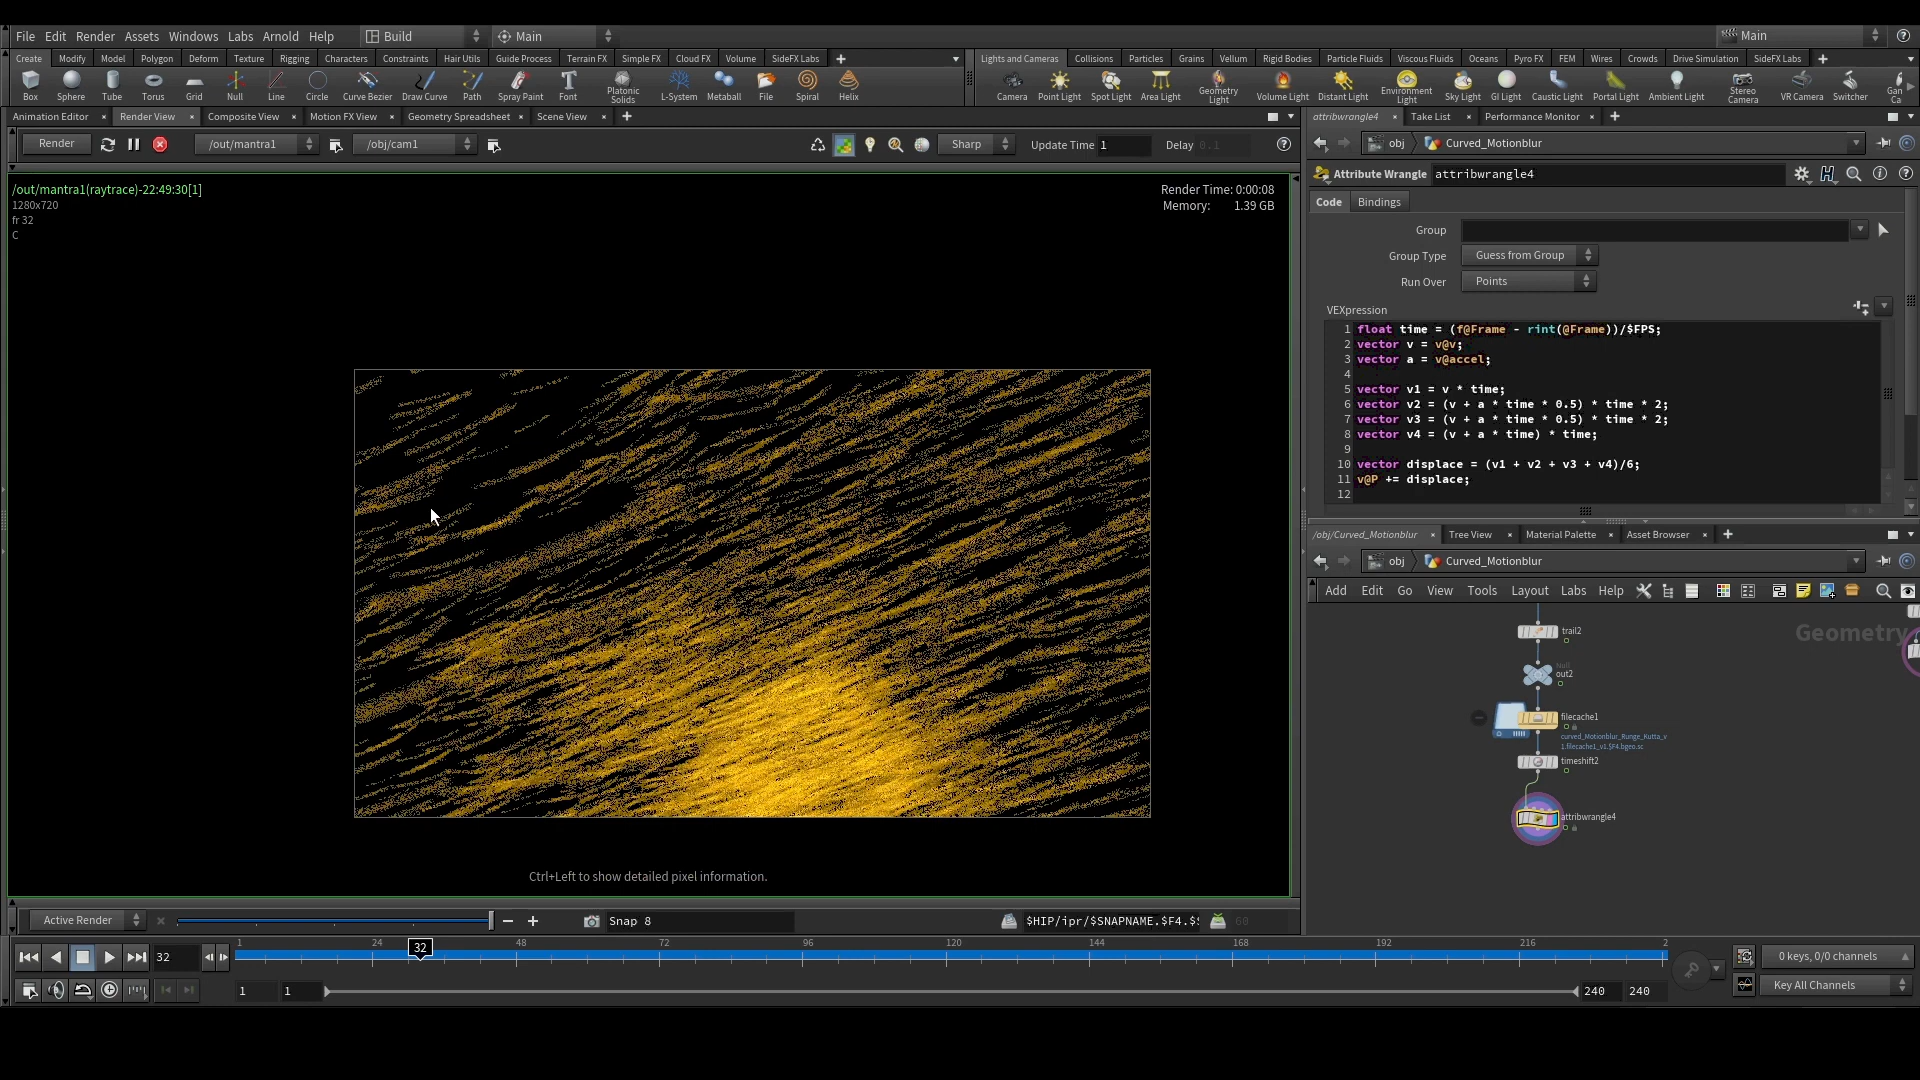 File Edit Render Assets Windows Labs Arnold Help Build Main Main
Create Modify Model Polygon Deform Texture Rigging Characters Constraints Hair Utils Guide Process Terrain FX Simple FX Cloud FX Volume SideFX Labs
Lights and Cameras Collisions Particles Grains Vellum Rigid Bodies Particle Fluids Viscous Fluids Oceans Pyro FX FEM Wires Crowds Drive Simulation SideFX Labs
Box Sphere Tube Torus Grid Null Line Circle Curve Bezier Draw Curve Path Spray Paint Font Platonic Solids L-System Metaball File Spiral Helix
Camera Point Light Spot Light Area Light Geometry Light Volume Light Distant Light Environment Light Sky Light GI Light Caustic Light Portal Light Ambient Light Stereo Camera VR Camera Switcher Gan Ca
Animation Editor Render View Composite View Motion FX View Geometry Spreadsheet Scene View
Render /out/mantra1 /obj/cam1 Sharp Update Time 1 Delay 0.1
/out/mantra1(raytrace)-22:49:30[1]
1280x720
fr 32
C
Render Time: 0:00:08
Memory: 1.39 GB
Ctrl+Left to show detailed pixel information.
Active Render Snap 8 $HIP/ipr/$SNAPNAME.$F4.$ 60
attribwrangle4 Take List Performance Monitor
obj Curved_Motionblur
Attribute Wrangle attribwrangle4
Code Bindings
Group
Group Type Guess from Group
Run Over Points
VEXpression
1 float time = (f@Frame - rint(@Frame))/$FPS;
2 vector v = v@v;
3 vector a = v@accel;
4
5 vector v1 = v * time;
6 vector v2 = (v + a * time * 0.5) * time * 2;
7 vector v3 = (v + a * time * 0.5) * time * 2;
8 vector v4 = (v + a * time) * time;
9
10 vector displace = (v1 + v2 + v3 + v4)/6;
11 v@P += displace;
12
/obj/Curved_Motionblur Tree View Material Palette Asset Browser
obj Curved_Motionblur
Add Edit Go View Tools Layout Labs Help
Geometry
trail2
Null
out2
filecache1
curved_Motionblur_Runge_Kutta_v
1.filecache1_v1.$F4.bgeo.sc
timeshift2
attribwrangle4
32
1 24 32 48 72 96 120 144 168 192 216 2
1 1 240 240
0 keys, 0/0 channels
Key All Channels